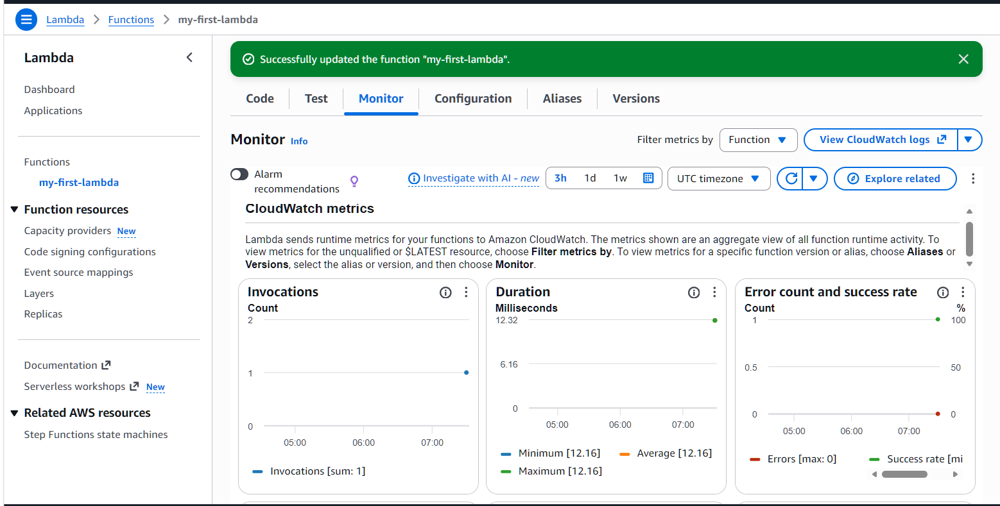 Lambda > Functions > my-first-lambda
Lambda
Dashboard
Applications
Functions
my-first-lambda
Function resources
Capacity providers New
Code signing configurations
Event source mappings
Layers
Replicas
Documentation
Serverless workshops New
Related AWS resources
Step Functions state machines
Successfully updated the function "my-first-lambda".
Code Test Monitor Configuration Aliases Versions
Monitor Info
Filter metrics by Function View CloudWatch logs
Alarm
recommendations
Investigate with AI - new 3h 1d 1w UTC timezone Explore related
CloudWatch metrics
Lambda sends runtime metrics for your functions to Amazon CloudWatch. The metrics shown are an aggregate view of all function runtime activity. To
view metrics for the unqualified or $LATEST resource, choose Filter metrics by. To view metrics for a specific function version or alias, choose Aliases or
Versions, select the alias or version, and then choose Monitor.
Invocations
Count
2
1
0
05:00 06:00 07:00
Invocations [sum: 1]
Duration
Milliseconds
12.32
6.16
0
05:00 06:00 07:00
Minimum [12.16] Average [12.16]
Maximum [12.16]
Error count and success rate
Count %
1 100
0.5 50
0 0
05:00 06:00 07:00
Errors [max: 0] Success rate [mi